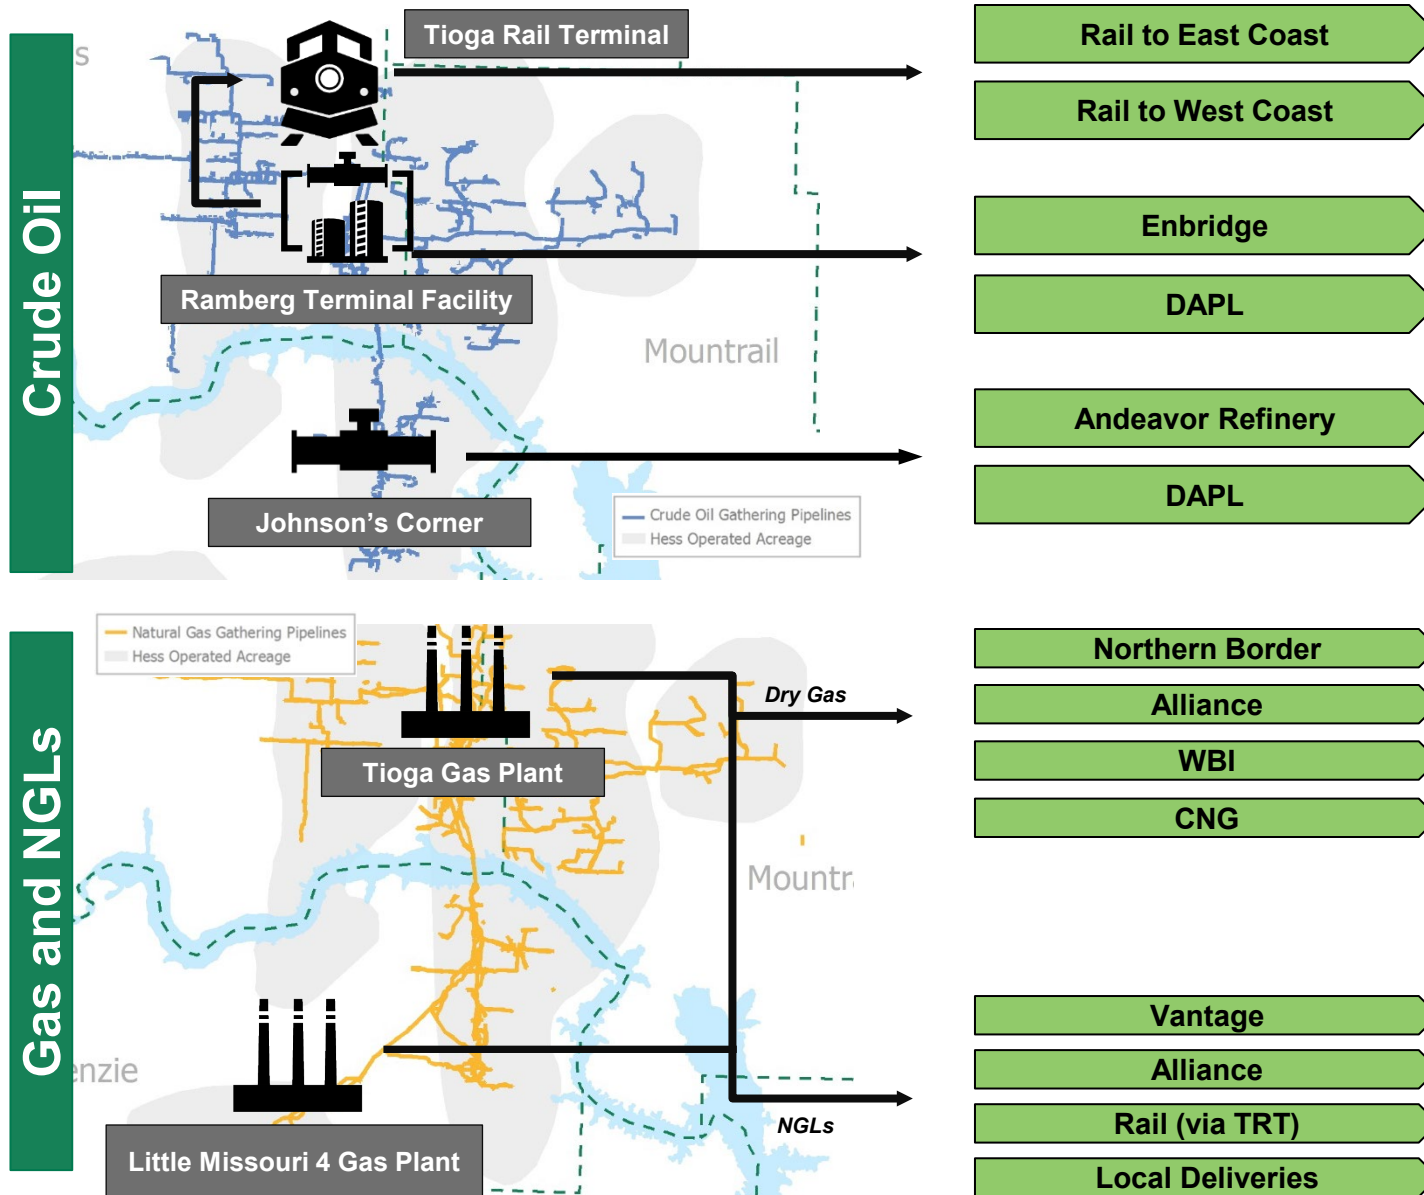 Crude Oil
s
Tioga Rail Terminal
Ramberg Terminal Facility
Mountrail
Johnson's Corner
Crude Oil Gathering Pipelines
Hess Operated Acreage
Rail to East Coast
Rail to West Coast
Enbridge
DAPL
Andeavor Refinery
DAPL
Gas and NGLs
Natural Gas Gathering Pipelines
Hess Operated Acreage
Tioga Gas Plant
Dry Gas
Mountr
enzie
Little Missouri 4 Gas Plant
NGLs
Northern Border
Alliance
WBI
CNG
Vantage
Alliance
Rail (via TRT)
Local Deliveries